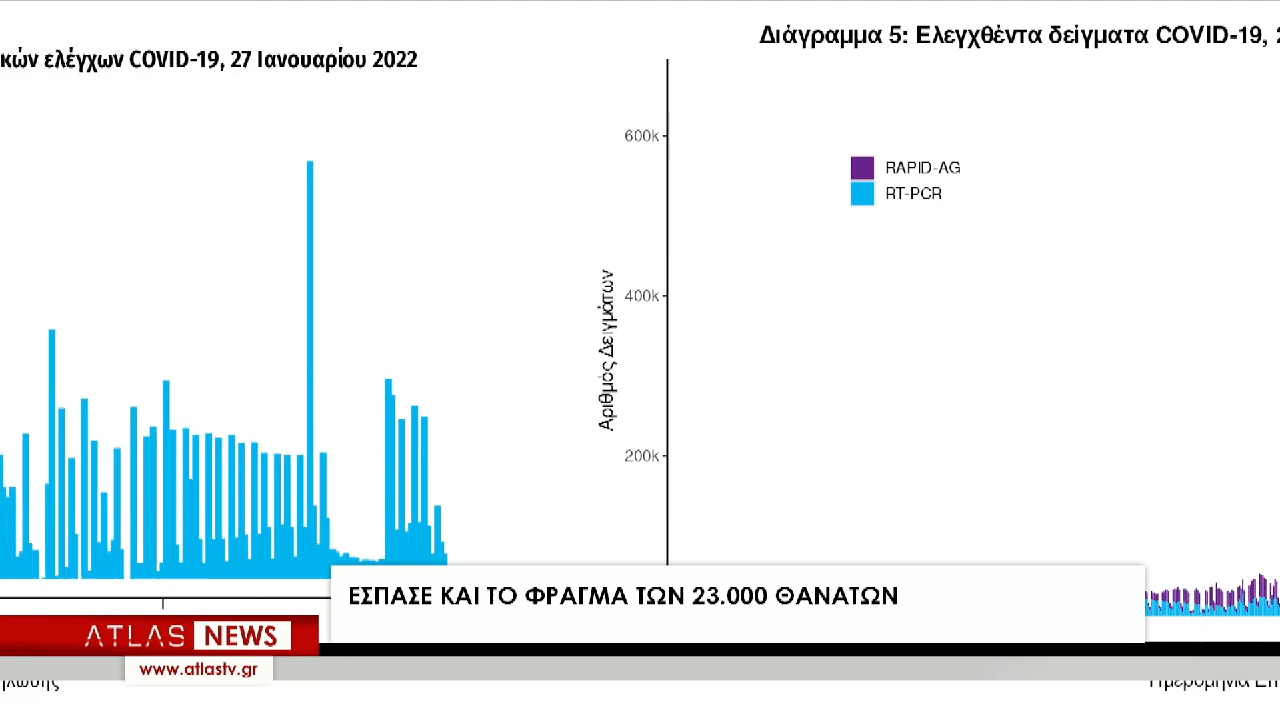 κών ελέγχων COVID-19, 27 Ιανουαρίου 2022
Διάγραμμα 5: Ελεγχθέντα δείγματα COVID-19, 2
600k
400k
200k
Αριθμός Δειγμάτων
RAPID-AG
RT-PCR
ΕΣΠΑΣΕ ΚΑΙ ΤΟ ΦΡΑΓΜΑ ΤΩΝ 23.000 ΘΑΝΑΤΩΝ
ATLAS NEWS
www.atlastv.gr
Ημερομηνία